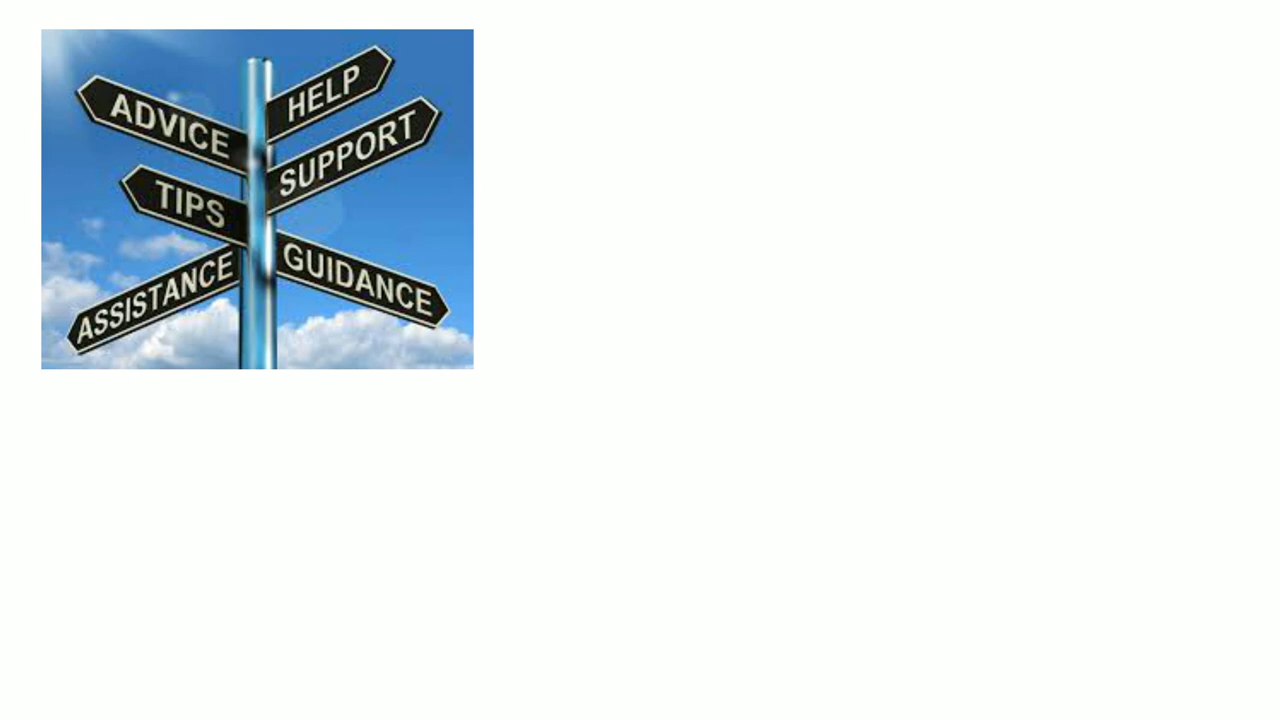 HELP
ADVICE
SUPPORT
TIPS
GUIDANCE
ASSISTANCE